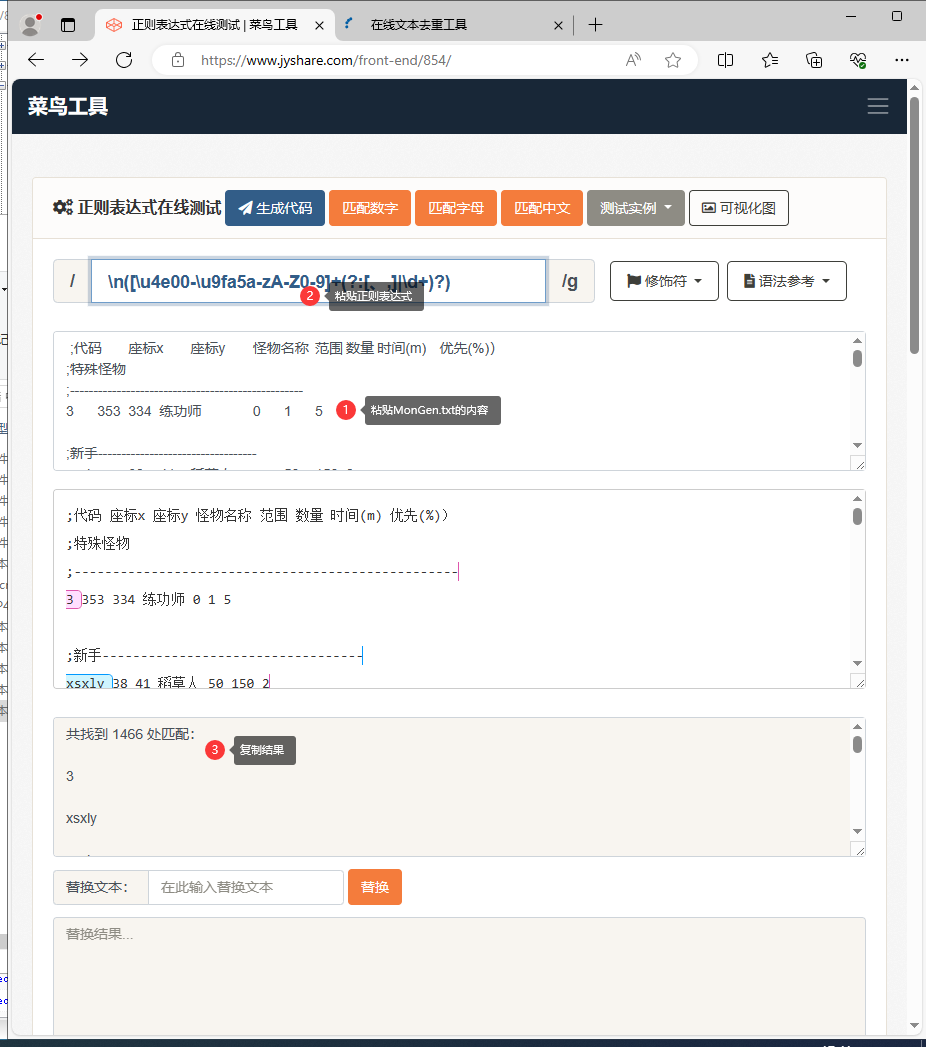 正则表达式在线测试 | 菜鸟工具
在线文本去重工具
https://www.jyshare.com/front-end/854/
菜鸟工具
正则表达式在线测试 生成代码 匹配数字 匹配字母 匹配中文 测试实例 可视化图
/ \n([\u4e00-\u9fa5a-zA-Z0-9]+(?:[、,]|\d+)?) /g 修饰符 语法参考
2 粘贴正则表达式
;代码 座标x 座标y 怪物名称 范围 数量 时间(m) 优先(%))
;特殊怪物
;--------------------------------------------------
3 353 334 练功师 0 1 5
1 粘贴MonGen.txt的内容
;新手----------------------------------
;代码 座标x 座标y 怪物名称 范围 数量 时间(m) 优先(%))
;特殊怪物
;--------------------------------------------------
3 353 334 练功师 0 1 5
;新手----------------------------------
xsxly 38 41 稻草人 50 150 2
共找到 1466 处匹配：
3 复制结果
3
xsxly
替换文本： 在此输入替换文本 替换
替换结果...